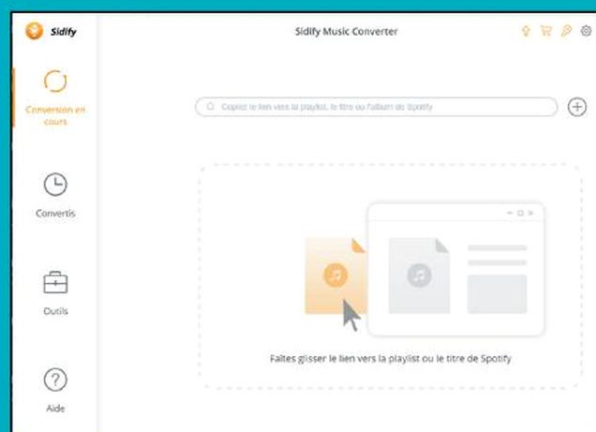 Sidify
Sidify Music Converter
Conversion en
cours
Copiez le lien vers la playlist, le titre ou l'album de Spotify
Convertis
Outils
Faites glisser le lien vers la playlist ou le titre de Spotify
Aide